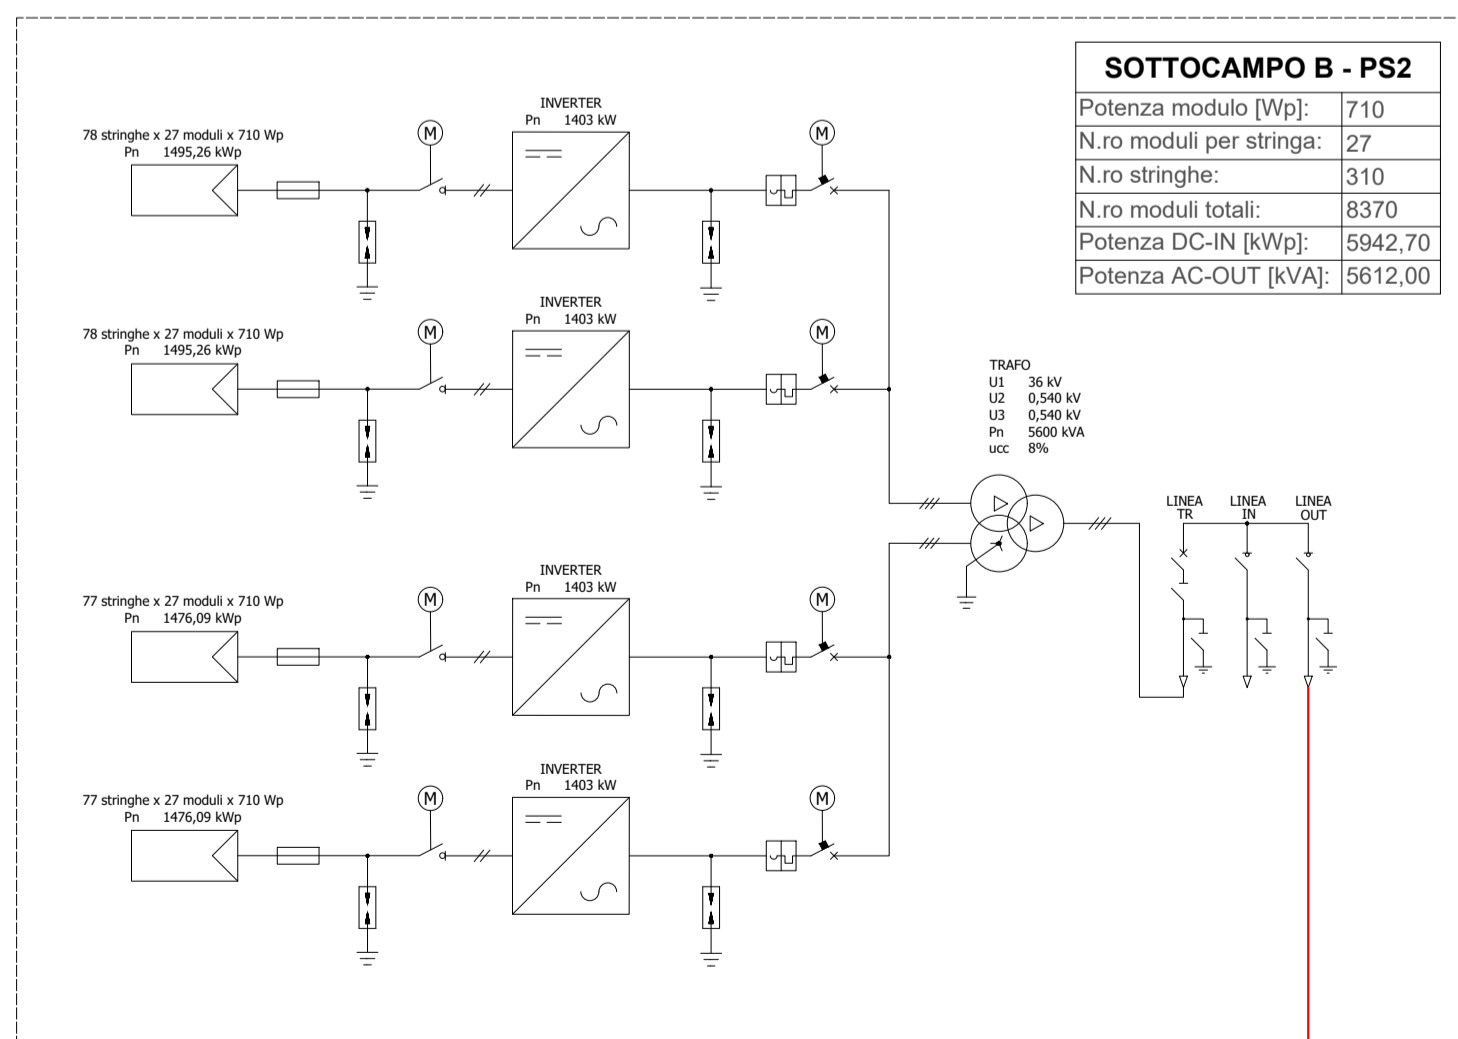 SOTTOCAMPO B - PS2
Potenza modulo [Wp]: 710
N.ro moduli per stringa: 27
N.ro stringhe: 310
N.ro moduli totali: 8370
Potenza DC-IN [kWp]: 5942,70
Potenza AC-OUT [kVA]: 5612,00
78 stringhe x 27 moduli x 710 Wp
Pn 1495,26 kWp
M
INVERTER
Pn 1403 kW
M
78 stringhe x 27 moduli x 710 Wp
Pn 1495,26 kWp
M
INVERTER
Pn 1403 kW
M
TRAFO
U1 36 kV
U2 0,540 kV
U3 0,540 kV
Pn 5600 kVA
ucc 8%
LINEA
TR
LINEA
IN
LINEA
OUT
77 stringhe x 27 moduli x 710 Wp
Pn 1476,09 kWp
M
INVERTER
Pn 1403 kW
M
77 stringhe x 27 moduli x 710 Wp
Pn 1476,09 kWp
M
INVERTER
Pn 1403 kW
M